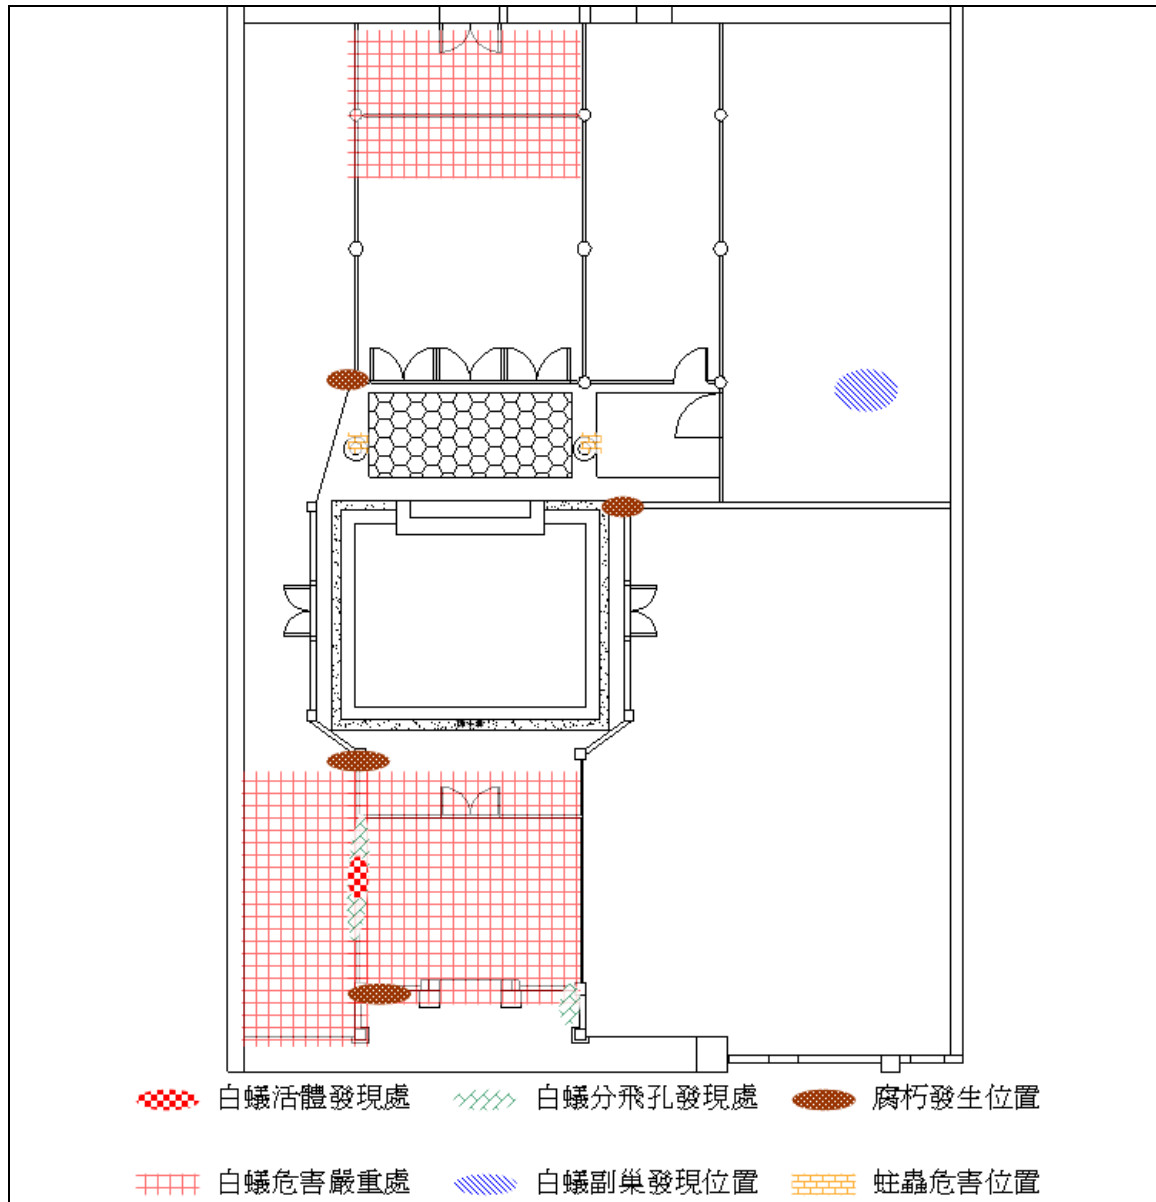 白蟻活體發現處 白蟻分飛孔發現處 腐朽發生位置
白蟻危害嚴重處 白蟻副巢發現位置 蛀蟲危害位置